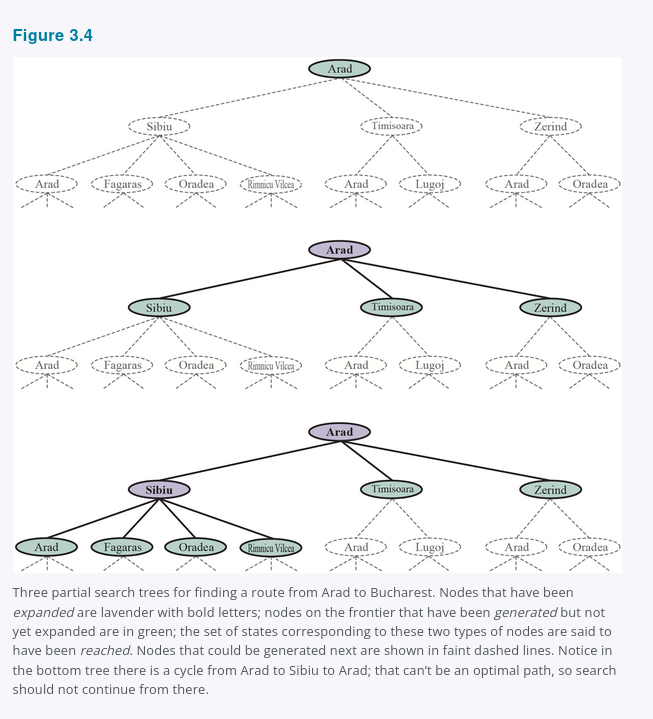 Figure 3.4
Arad
Sibiu Timisoara Zerind
Arad Fagaras Oradea Rimnicu Vilcea Arad Lugoj Arad Oradea
Arad
Sibiu Timisoara Zerind
Arad Fagaras Oradea Rimnicu Vilcea Arad Lugoj Arad Oradea
Arad
Sibiu Timisoara Zerind
Arad Fagaras Oradea Rimnicu Vilcea Arad Lugoj Arad Oradea
Three partial search trees for finding a route from Arad to Bucharest. Nodes that have been
expanded are lavender with bold letters; nodes on the frontier that have been generated but not
yet expanded are in green; the set of states corresponding to these two types of nodes are said to
have been reached. Nodes that could be generated next are shown in faint dashed lines. Notice in
the bottom tree there is a cycle from Arad to Sibiu to Arad; that can’t be an optimal path, so search
should not continue from there.